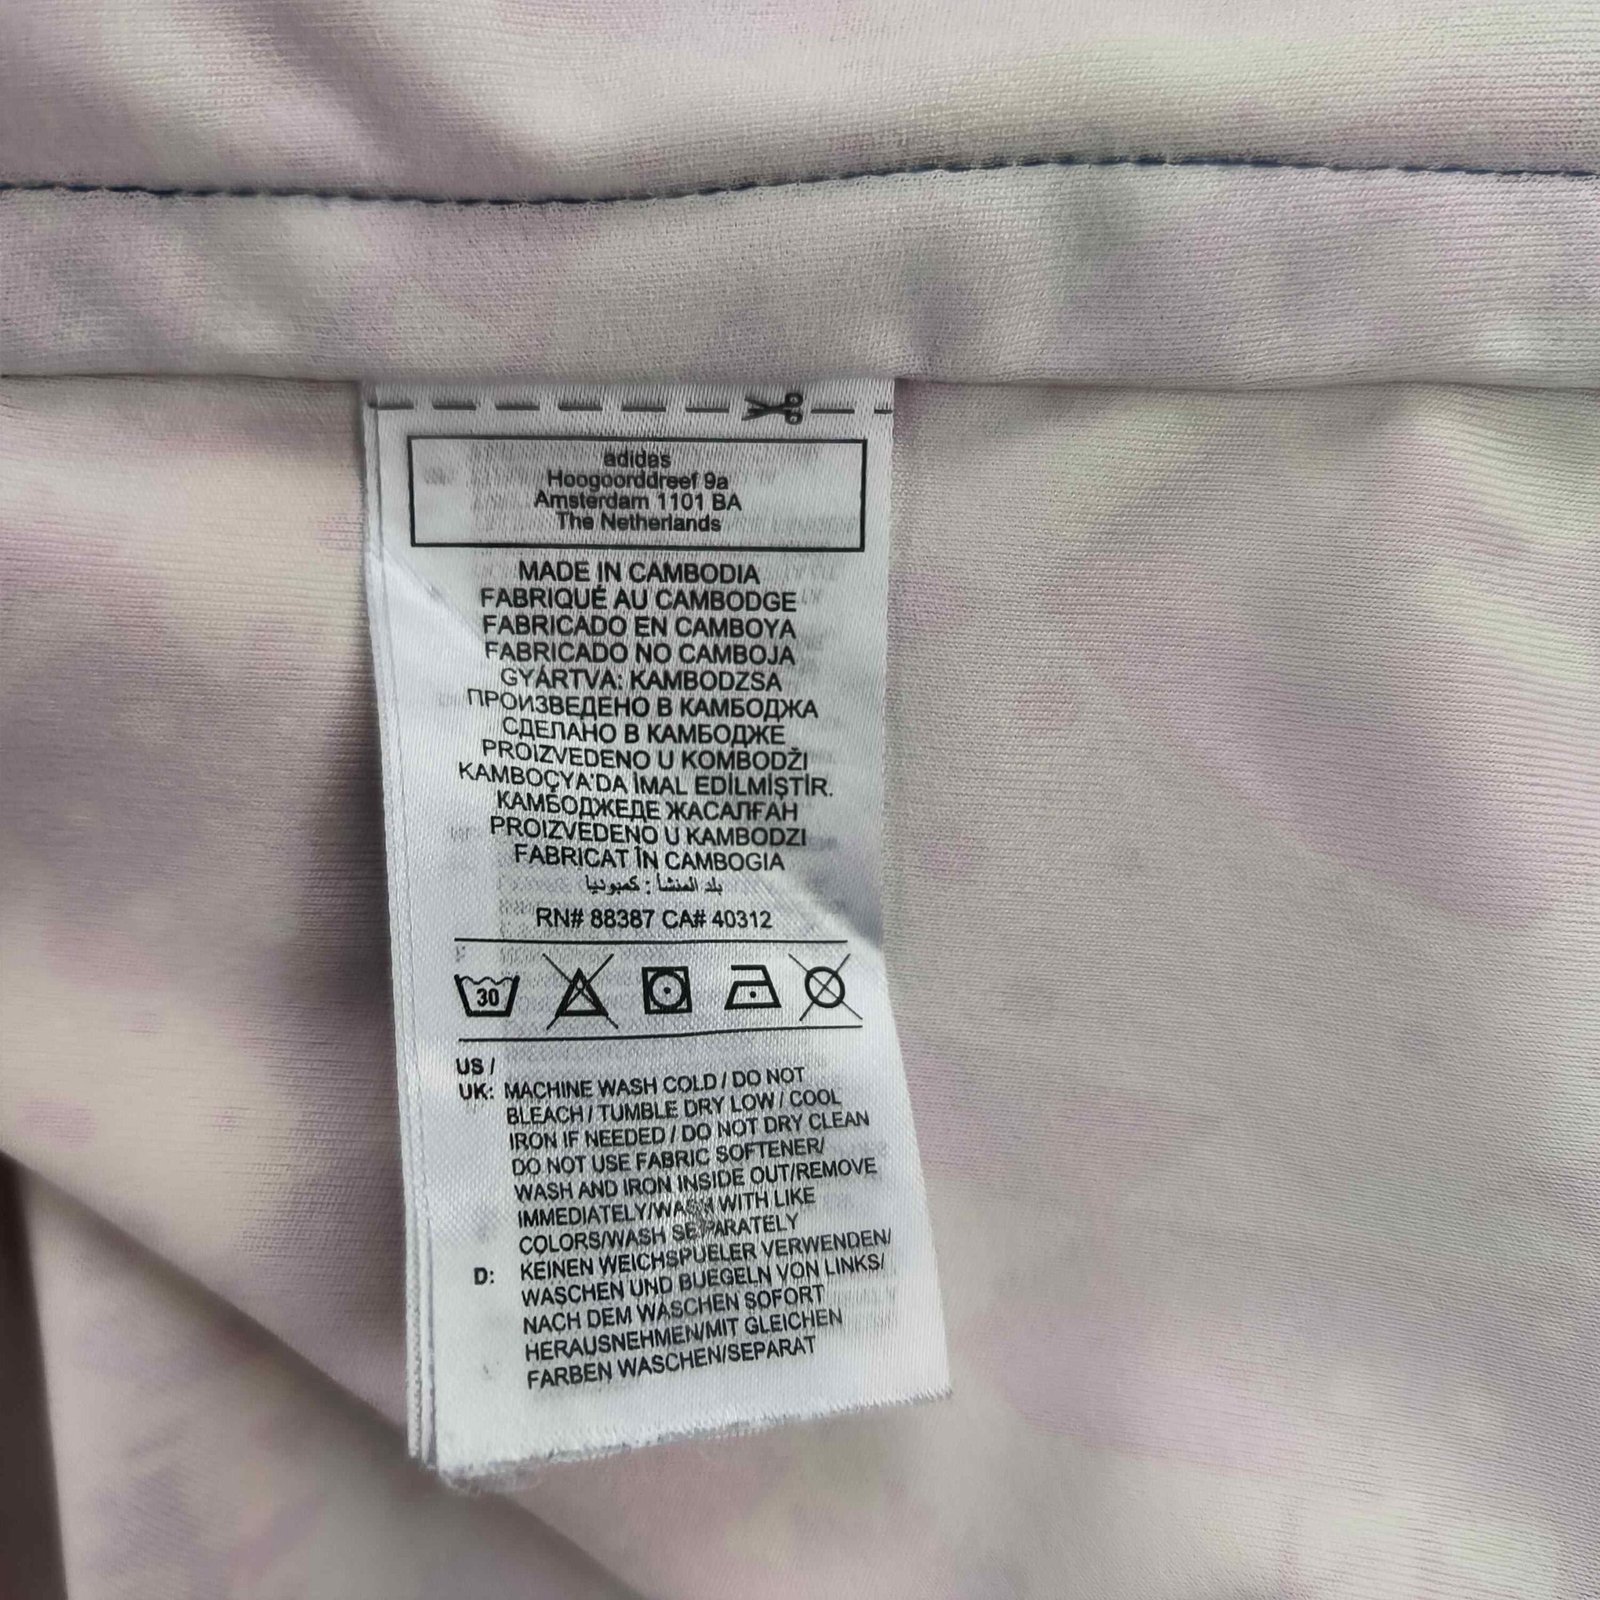 adidas
Hoogoorddreef 9a
Amsterdam 1101 BA
The Netherlands
MADE IN CAMBODIA
FABRIQUÉ AU CAMBODGE
FABRICADO EN CAMBOYA
FABRICADO NO CAMBOJA
GYÁRTVA: KAMBODZSA
ПРОИЗВЕДЕНО В КАМБОДЖА
СДЕЛАНО В КАМБОДЖЕ
PROIZVEDENO U KOMBODŽI
KAMBOÇYA'DA İMAL EDİLMİŞTİR.
КАМБОДЖЕДЕ ЖАСАЛҒАН
PROIZVEDENO U KAMBODZI
FABRICAT ÎN CAMBOGIA
بلد المنشأ : كمبوديا
RN# 88387 CA# 40312
30
US /
UK: MACHINE WASH COLD / DO NOT
BLEACH / TUMBLE DRY LOW / COOL
IRON IF NEEDED / DO NOT DRY CLEAN
DO NOT USE FABRIC SOFTENER/
WASH AND IRON INSIDE OUT/REMOVE
IMMEDIATELY/WASH WITH LIKE
COLORS/WASH SEPARATELY
D: KEINEN WEICHSPUELER VERWENDEN/
WASCHEN UND BUEGELN VON LINKS/
NACH DEM WASCHEN SOFORT
HERAUSNEHMEN/MIT GLEICHEN
FARBEN WASCHEN/SEPARAT